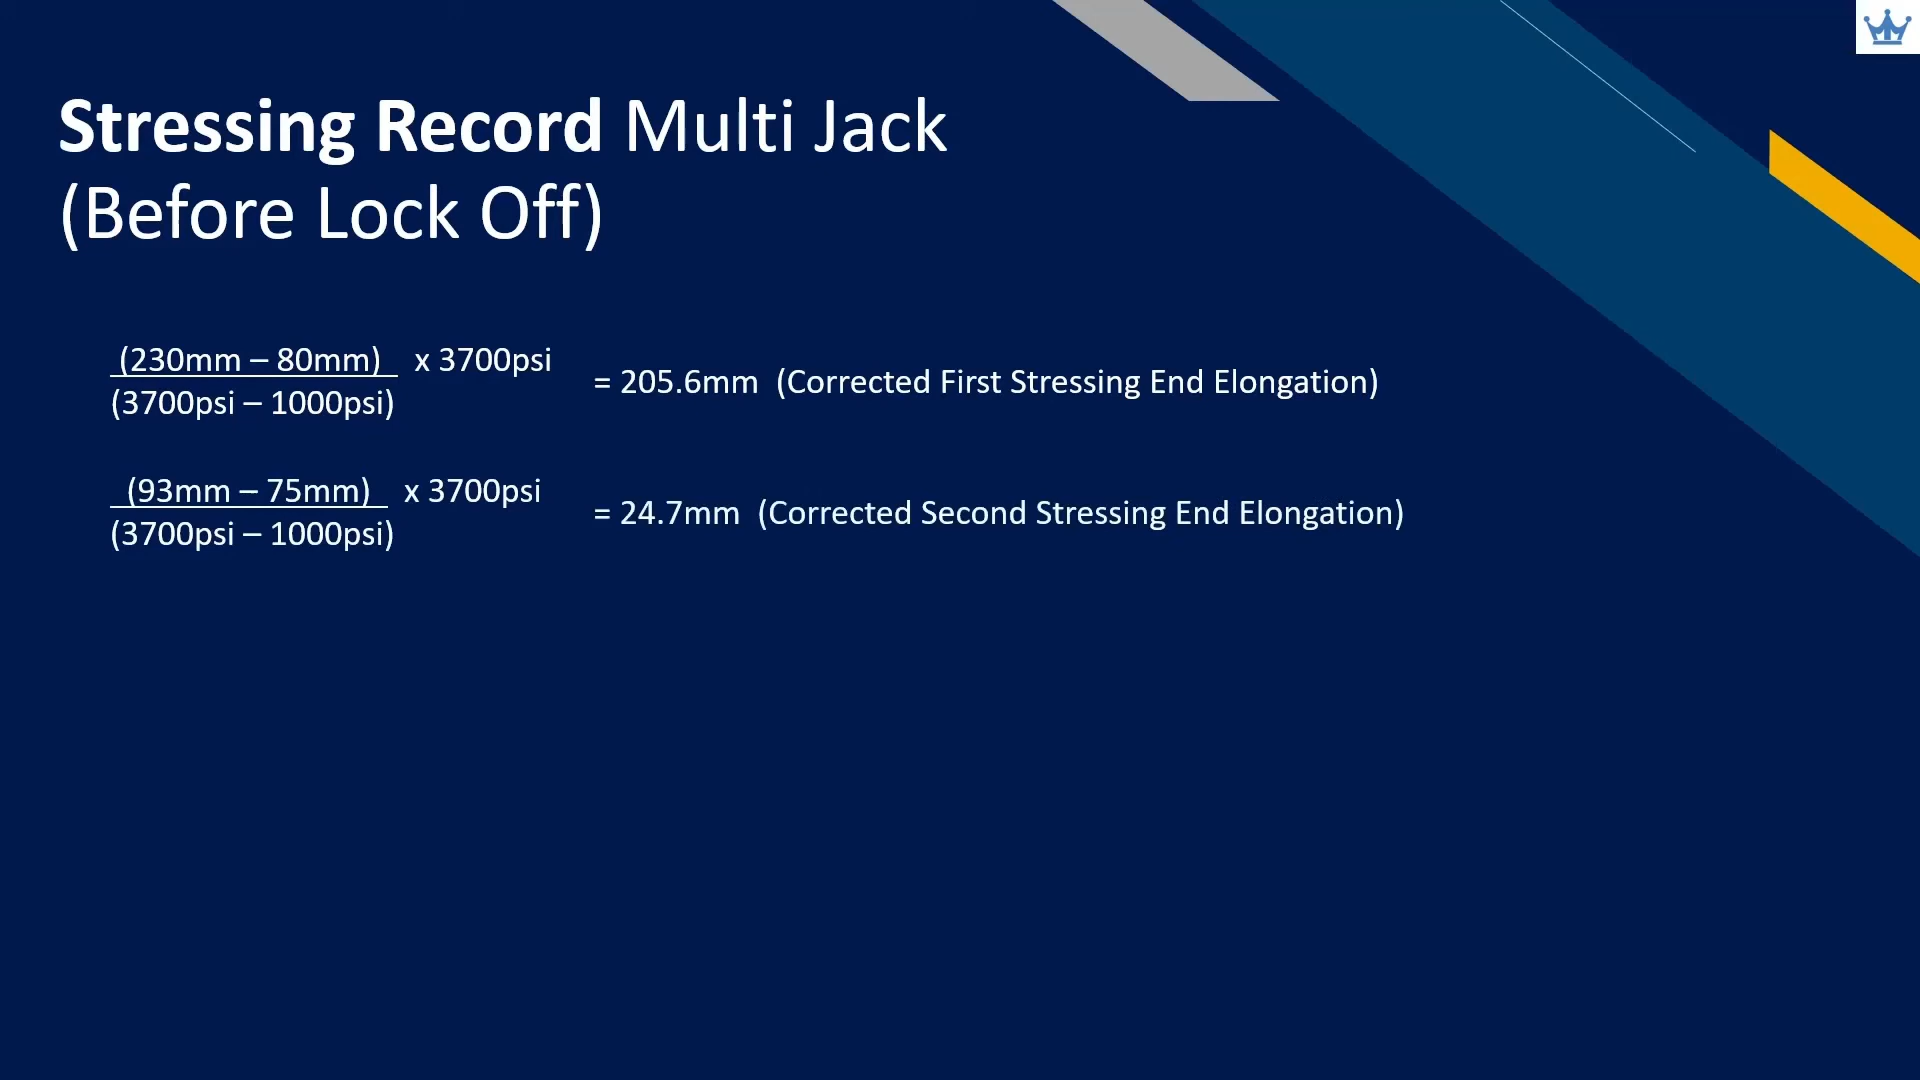 Stressing Record Multi Jack
(Before Lock Off)
(230mm – 80mm) x 3700psi
(3700psi – 1000psi)
= 205.6mm (Corrected First Stressing End Elongation)
(93mm – 75mm) x 3700psi
(3700psi – 1000psi)
= 24.7mm (Corrected Second Stressing End Elongation)